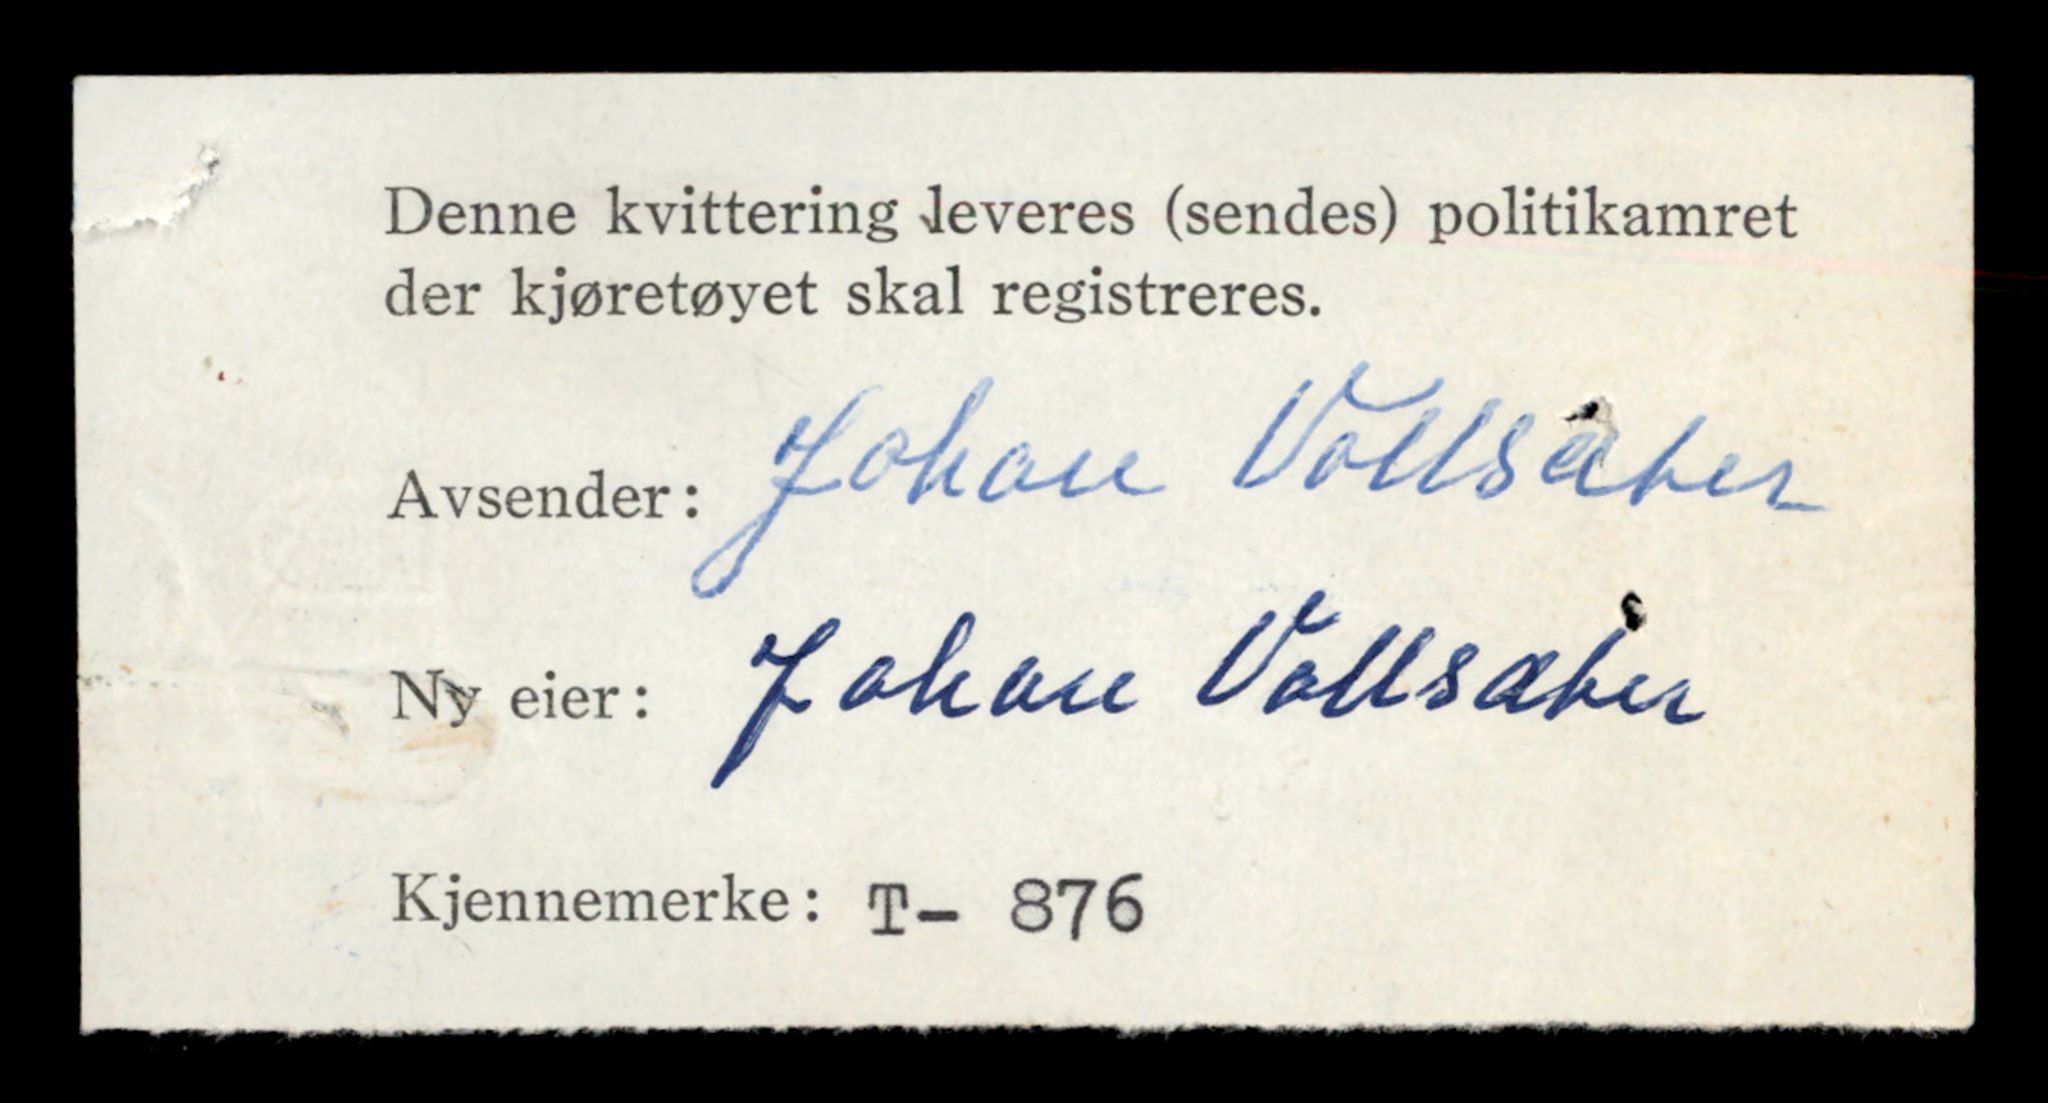 Denne kvittering leveres (sendes) politikamret
der kjøretøyet skal registreres.
Avsender: Johan Vollsæter
Ny eier: Johan Vollsæter
Kjennemerke: T- 876